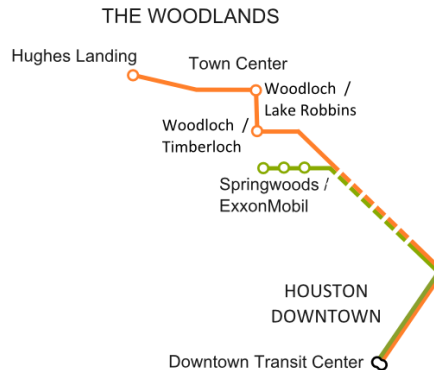 THE WOODLANDS
Hughes Landing
Town Center
Woodloch /
Lake Robbins
Woodloch /
Timberloch
Springwoods /
ExxonMobil
HOUSTON
DOWNTOWN
Downtown Transit Center